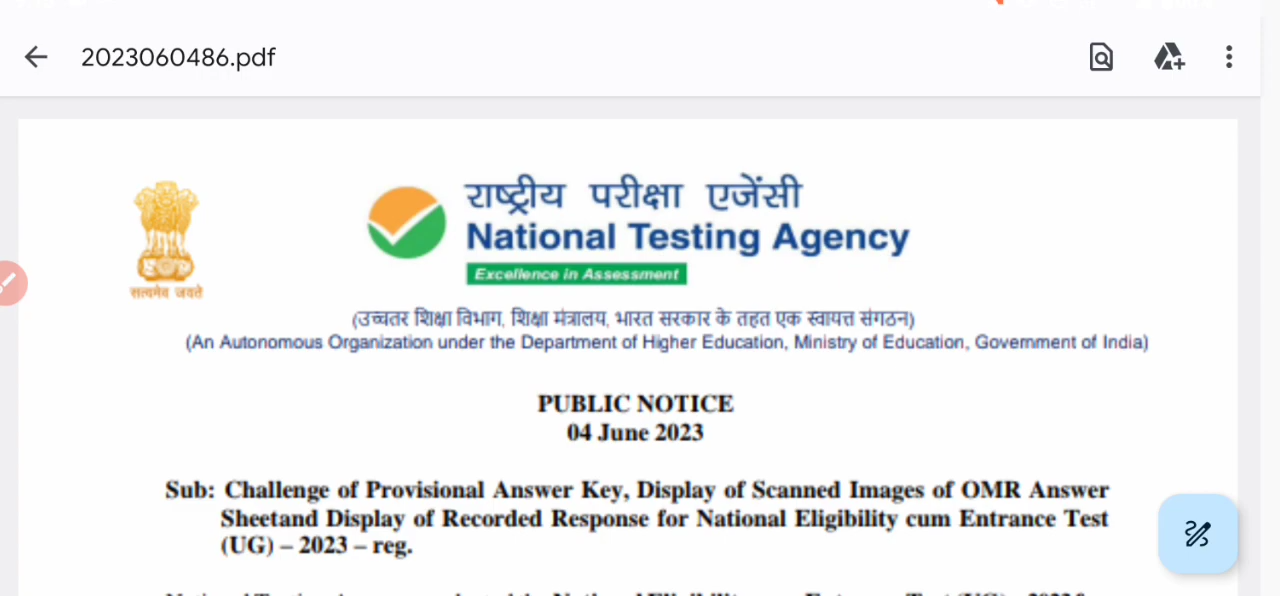 2023060486.pdf
राष्ट्रीय परीक्षा एजेंसी
National Testing Agency
Excellence in Assessment
सत्यमेव जयते
(उच्चतर शिक्षा विभाग, शिक्षा मंत्रालय, भारत सरकार के तहत एक स्वायत्त संगठन)
(An Autonomous Organization under the Department of Higher Education, Ministry of Education, Government of India)
PUBLIC NOTICE
04 June 2023
Sub: Challenge of Provisional Answer Key, Display of Scanned Images of OMR Answer
Sheetand Display of Recorded Response for National Eligibility cum Entrance Test
(UG) – 2023 – reg.